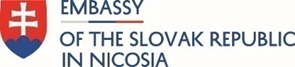 EMBASSY
OF THE SLOVAK REPUBLIC
IN NICOSIA